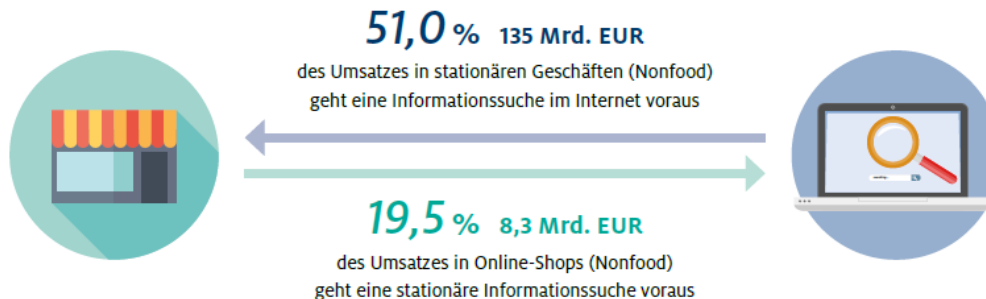 51,0 % 135 Mrd. EUR
des Umsatzes in stationären Geschäften (Nonfood)
geht eine Informationssuche im Internet voraus
19,5 % 8,3 Mrd. EUR
des Umsatzes in Online-Shops (Nonfood)
geht eine stationäre Informationssuche voraus